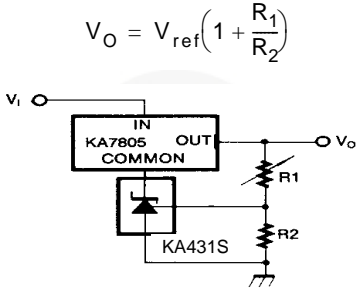 V_O = V_ref(1 + R_1/R_2)
V_I
IN
KA7805
OUT
COMMON
V_O
R1
KA431S
R2